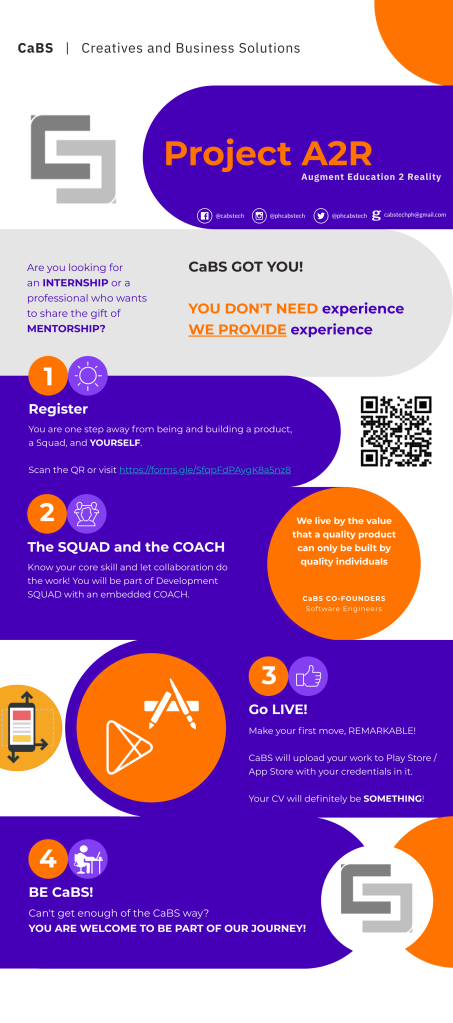 CaBS | Creatives and Business Solutions
Project A2R
Augment Education 2 Reality
@cabstech
@phcabstech
@phcabstech
cabstechph@gmail.com
Are you looking for
an INTERNSHIP or a
professional who wants
to share the gift of
MENTORSHIP?
CaBS GOT YOU!
YOU DON'T NEED experience
WE PROVIDE experience
1
Register
You are one step away from being and building a product,
a Squad, and YOURSELF.
Scan the QR or visit https://forms.gle/SfqpFdPAygK8a5nz8
2
The SQUAD and the COACH
Know your core skill and let collaboration do
the work! You will be part of Development
SQUAD with an embedded COACH.
We live by the value
that a quality product
can only be built by
quality individuals
CaBS CO-FOUNDERS
Software Engineers
3
Go LIVE!
Make your first move, REMARKABLE!
CaBS will upload your work to Play Store /
App Store with your credentials in it.
Your CV will definitely be SOMETHING!
4
BE CaBS!
Can't get enough of the CaBS way?
YOU ARE WELCOME TO BE PART OF OUR JOURNEY!